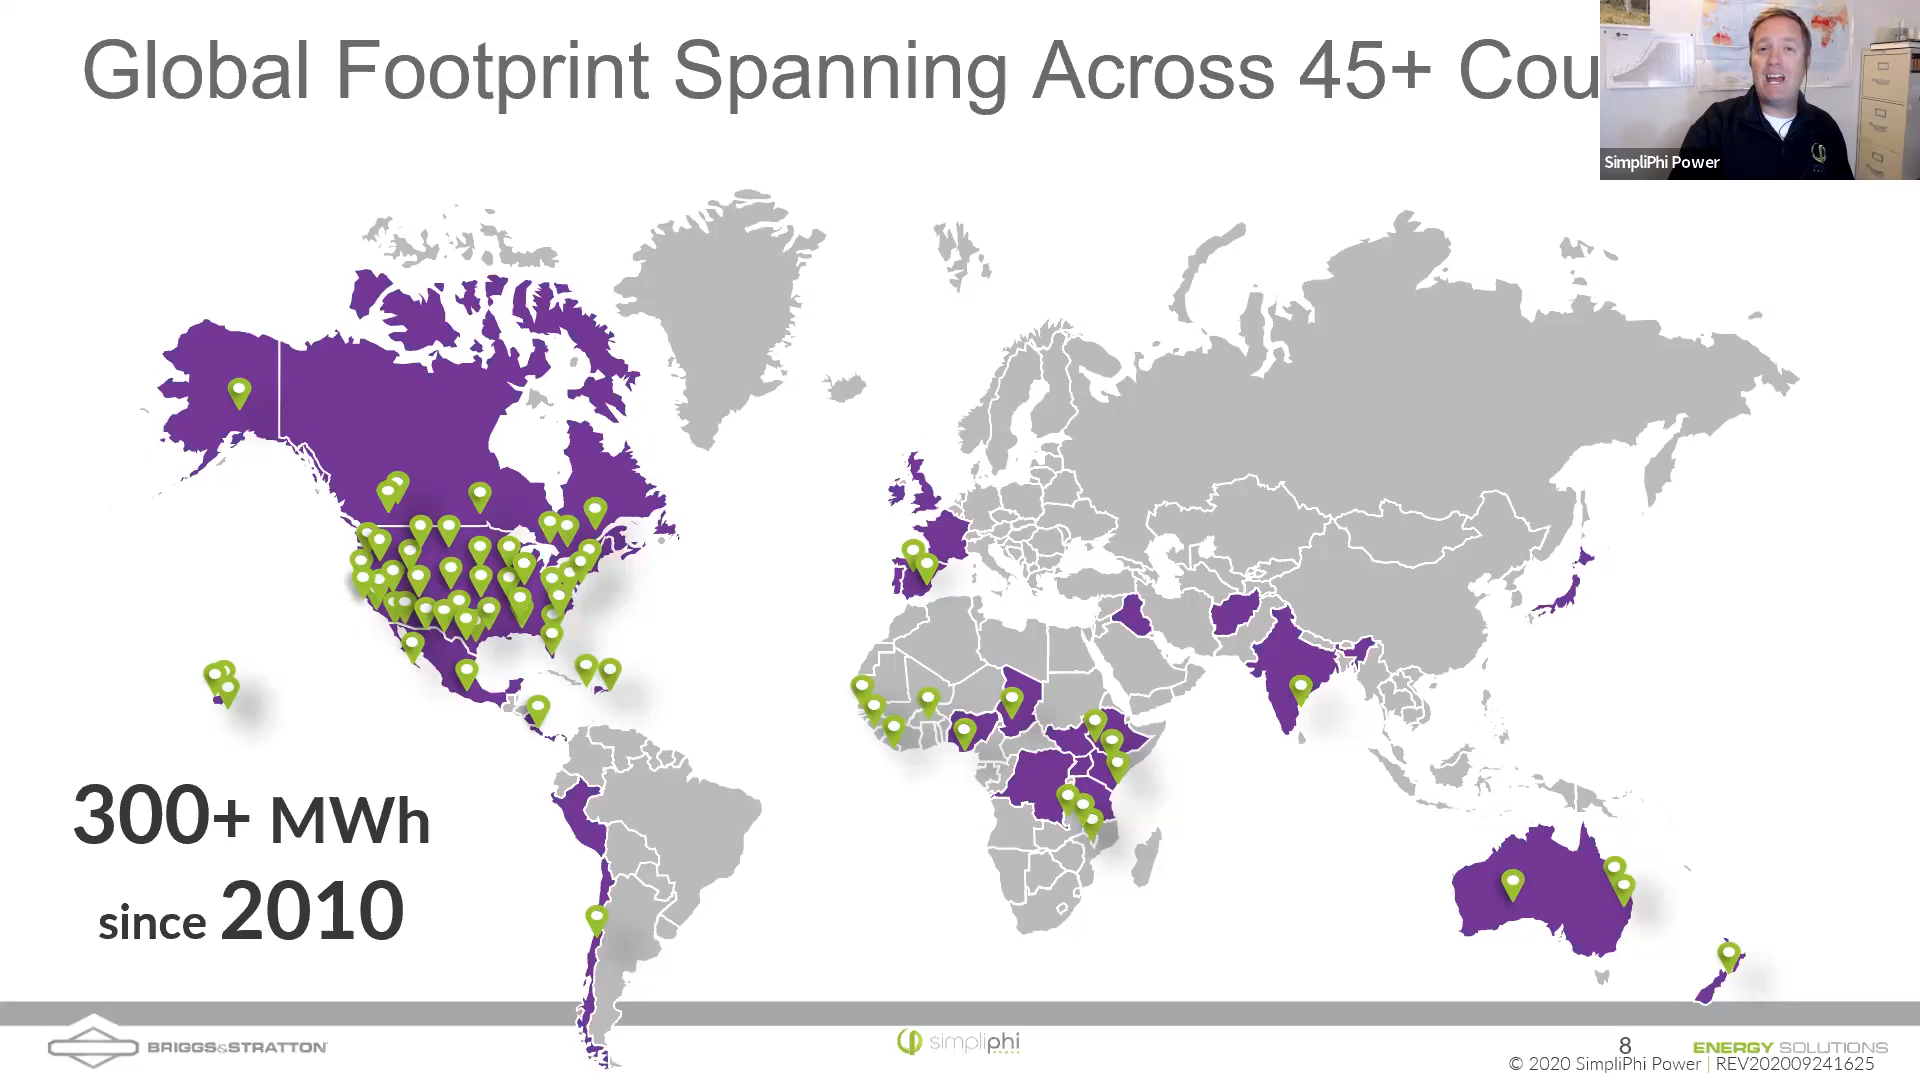 Global Footprint Spanning Across 45+ Cou
SimpliPhi Power
300+ MWh
since 2010
BRIGGS&STRATTON
simpliphi
8
ENERGY SOLUTIONS
© 2020 SimpliPhi Power | REV202009241625